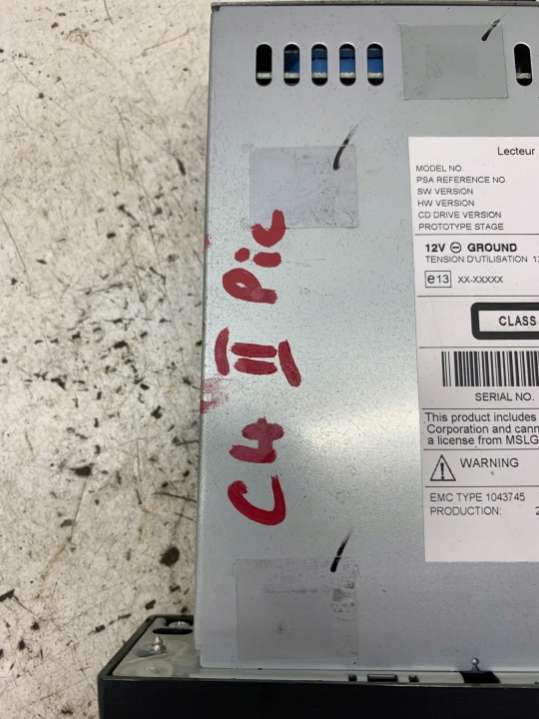 C4 II Pic
Lecteur
MODEL NO.
PSA REFERENCE NO.
SW VERSION
HW VERSION
CD DRIVE VERSION
PROTOTYPE STAGE
12V ⊖ GROUND
TENSION D'UTILISATION
e13 XX-XXXXX
CLASS
SERIAL NO.
This product includes
Corporation and
a license from MSLG
WARNING
EMC TYPE 1043745
PRODUCTION: